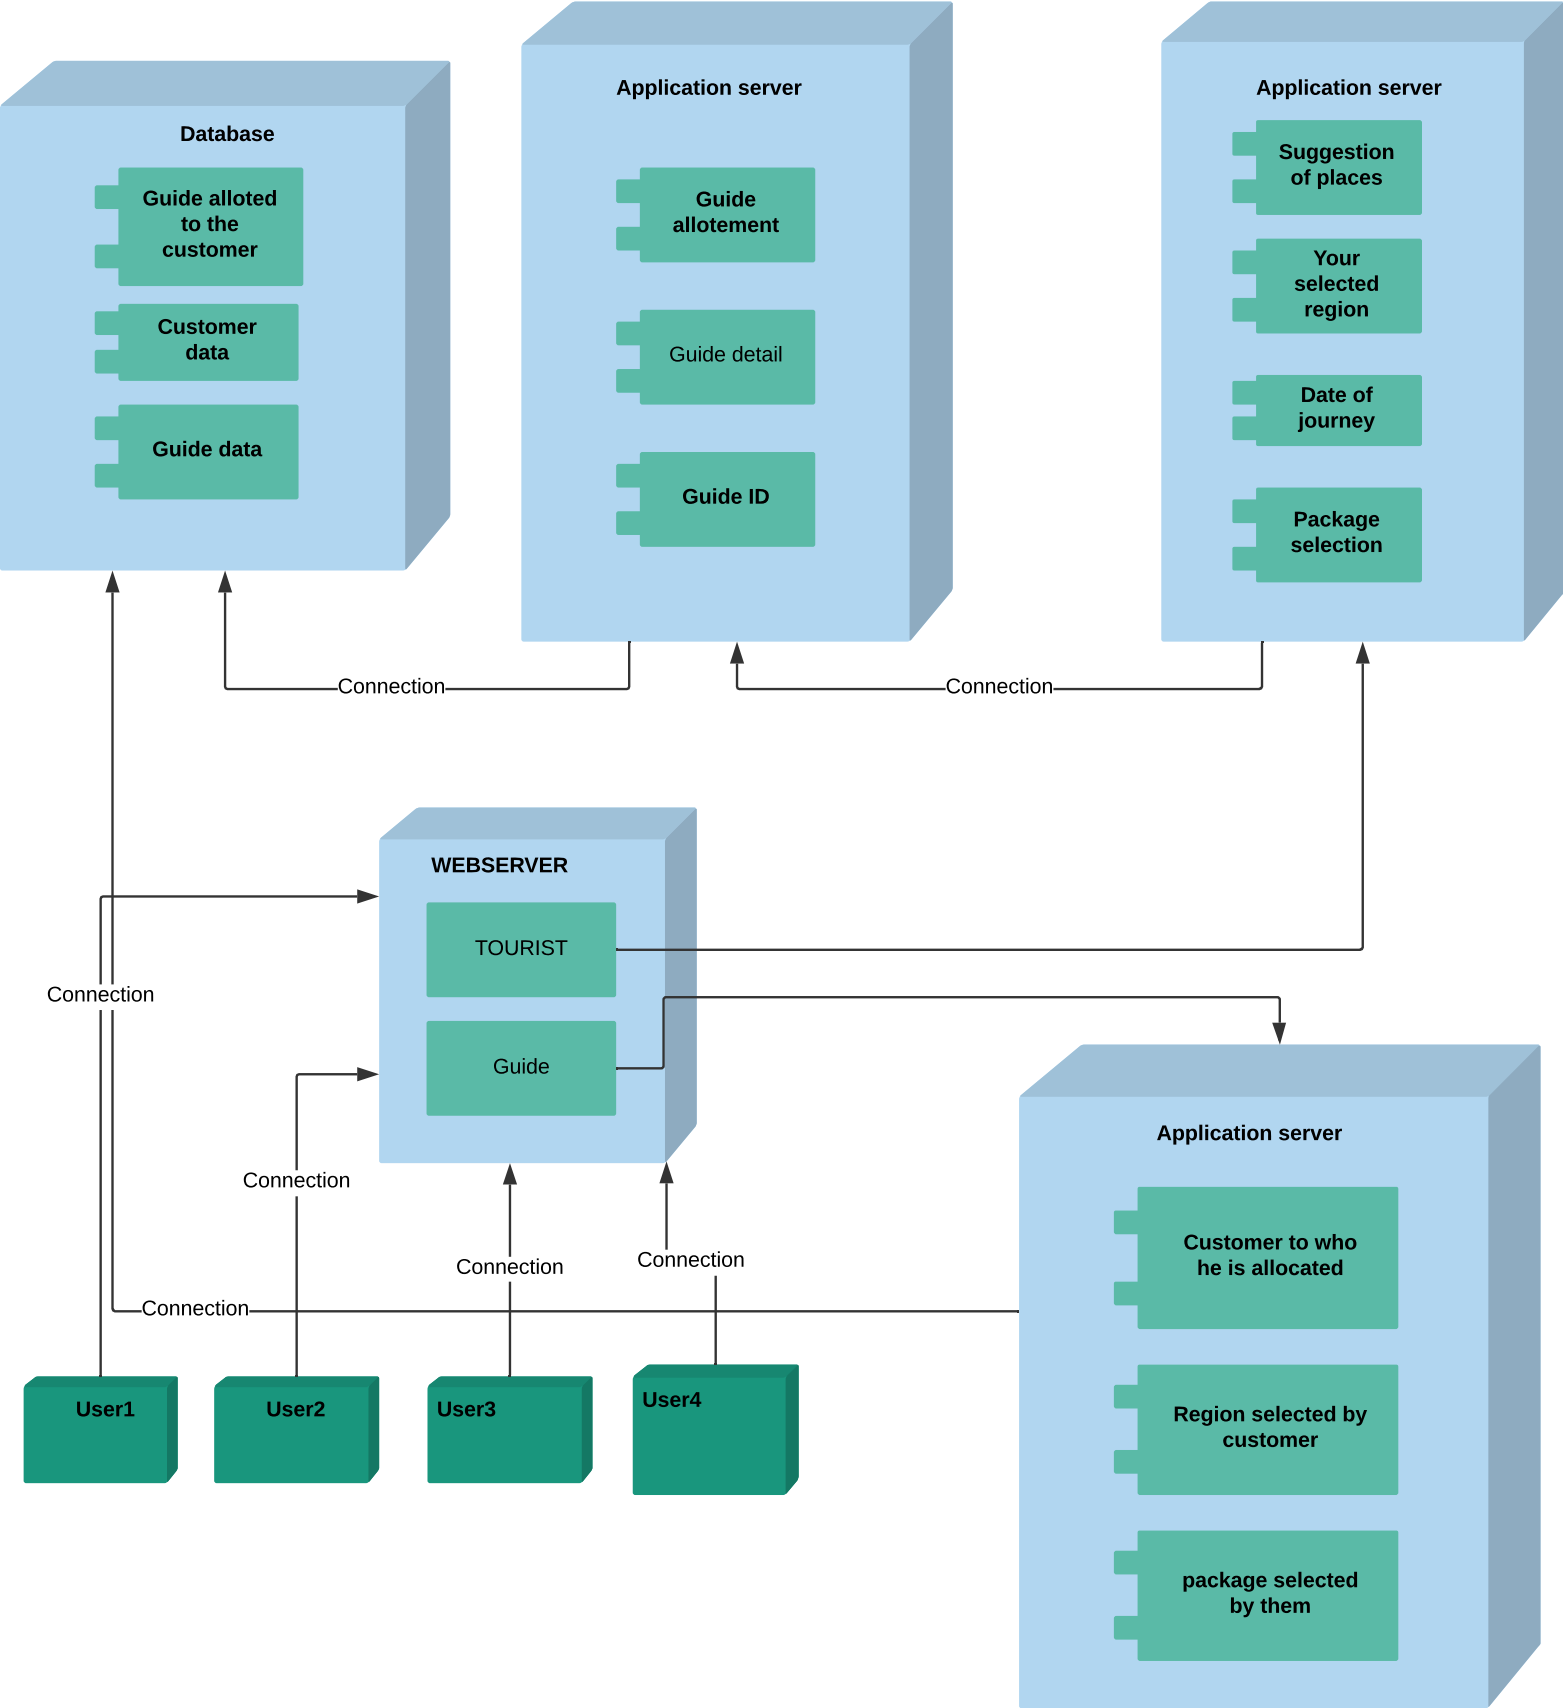 Database
Guide alloted
to the
customer
Customer
data
Guide data
Application server
Guide
allotement
Guide detail
Guide ID
Application server
Suggestion
of places
Your
selected
region
Date of
journey
Package
selection
Connection
Connection
WEBSERVER
TOURIST
Guide
Connection
Connection
Connection
Connection
Connection
User1
User2
User3
User4
Application server
Customer to who
he is allocated
Region selected by
customer
package selected
by them